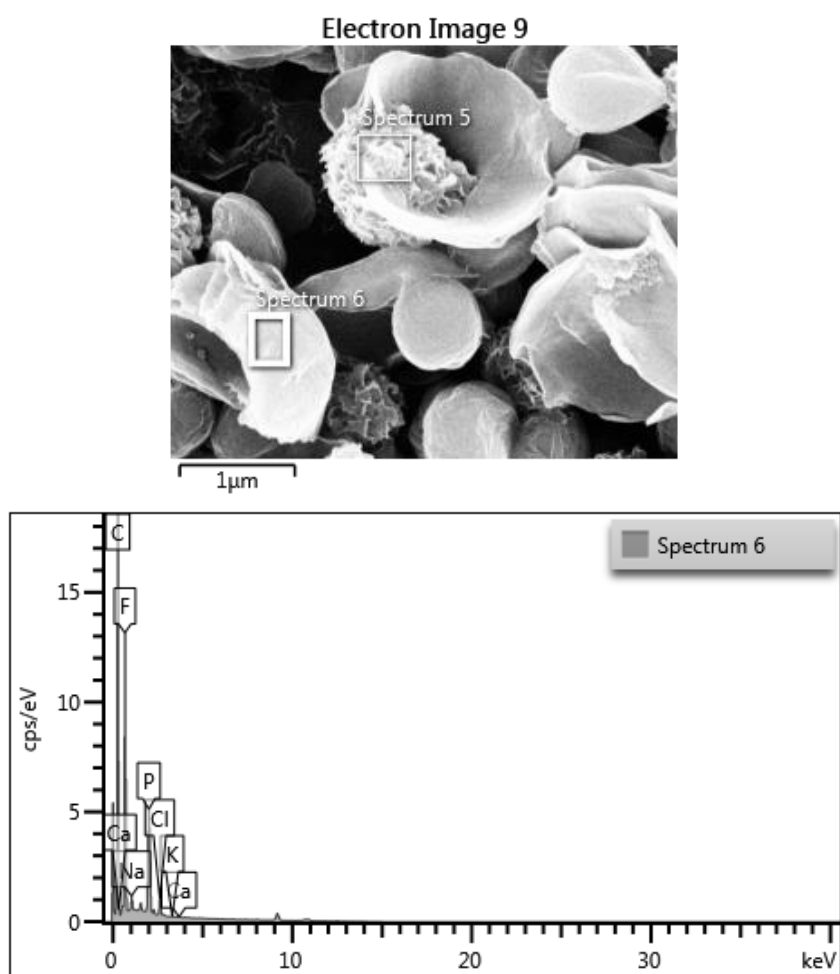 Electron Image 9
Spectrum 5
Spectrum 6
1µm
Spectrum 6
C
F
P
Cl
Ca
K
Na
Ca
cps/eV
15
10
5
0
0 10 20 30 keV